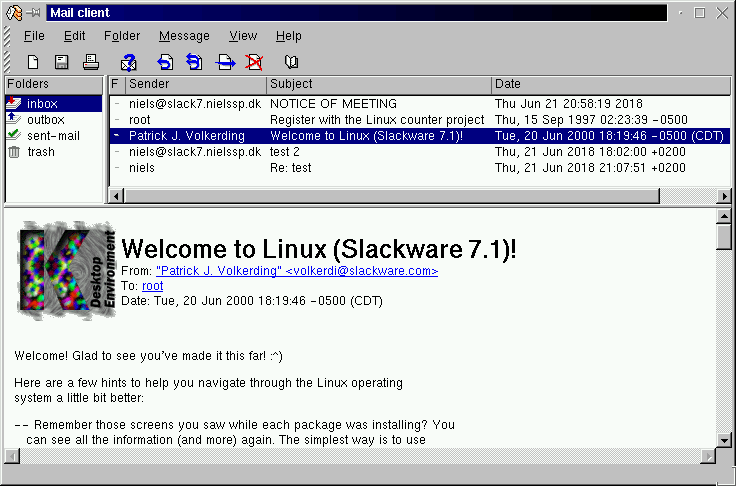 Mail client
File Edit Folder Message View Help
Folders
inbox
outbox
sent-mail
trash
F Sender Subject Date
- niels@slack7.nielssp.dk NOTICE OF MEETING Thu Jun 21 20:58:19 2018
- root Register with the Linux counter project Thu, 15 Sep 1997 02:23:39 -0500
- Patrick J. Volkerding Welcome to Linux (Slackware 7.1)! Tue, 20 Jun 2000 18:19:46 -0500 (CDT)
- niels@slack7.nielssp.dk test 2 Thu, 21 Jun 2018 18:02:00 +0200
- niels Re: test Thu, 21 Jun 2018 21:07:51 +0200
K Desktop
Environment
Welcome to Linux (Slackware 7.1)!
From: "Patrick J. Volkerding" <volkerdi@slackware.com>
To: root
Date: Tue, 20 Jun 2000 18:19:46 -0500 (CDT)
Welcome! Glad to see you've made it this far! :^)
Here are a few hints to help you navigate through the Linux operating
system a little bit better:
-- Remember those screens you saw while each package was installing? You
can see all the information (and more) again. The simplest way is to use